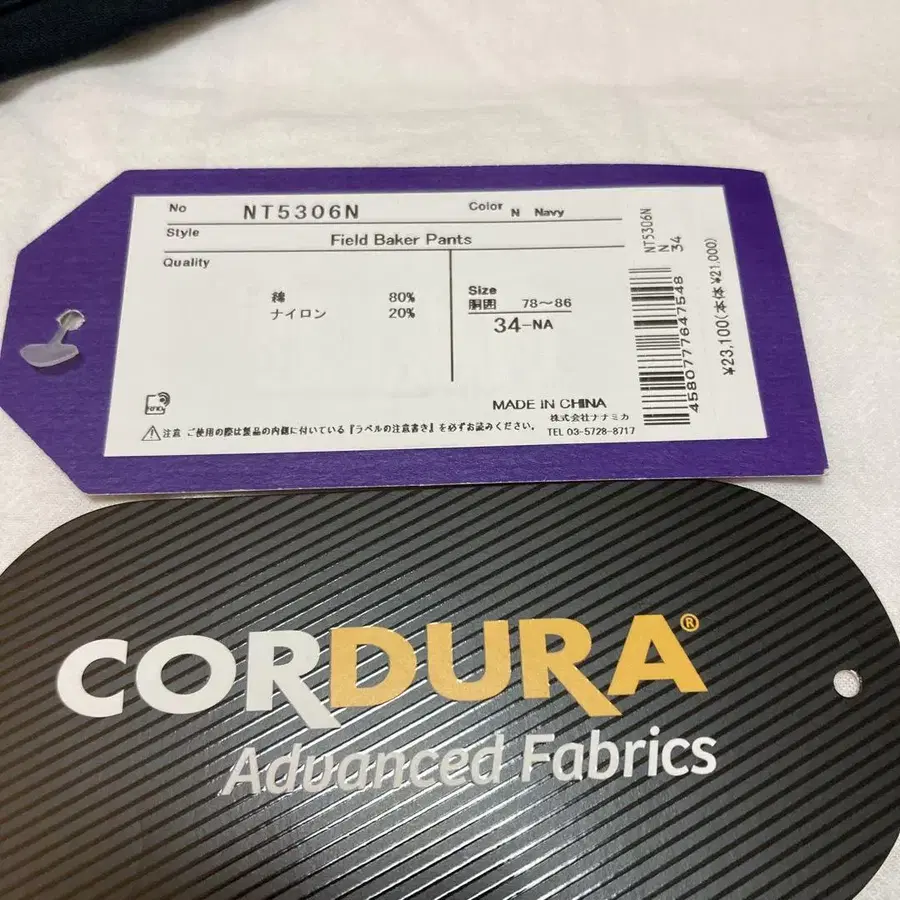 No NT5306N Color N Navy
Style Field Baker Pants
Quality
綿 80%
ナイロン 20%
Size
胴囲 78~86
34-NA
MADE IN CHINA
株式会社ナナミカ
TEL 03-5728-8717
RFID
注意 ご使用の際は製品の内側に付いている『ラベルの注意書き』を必ずお読みください。
NT5306N
N 34
4580777647548
¥23,100(本体 ¥21,000)
CORDURA®
Advanced Fabrics